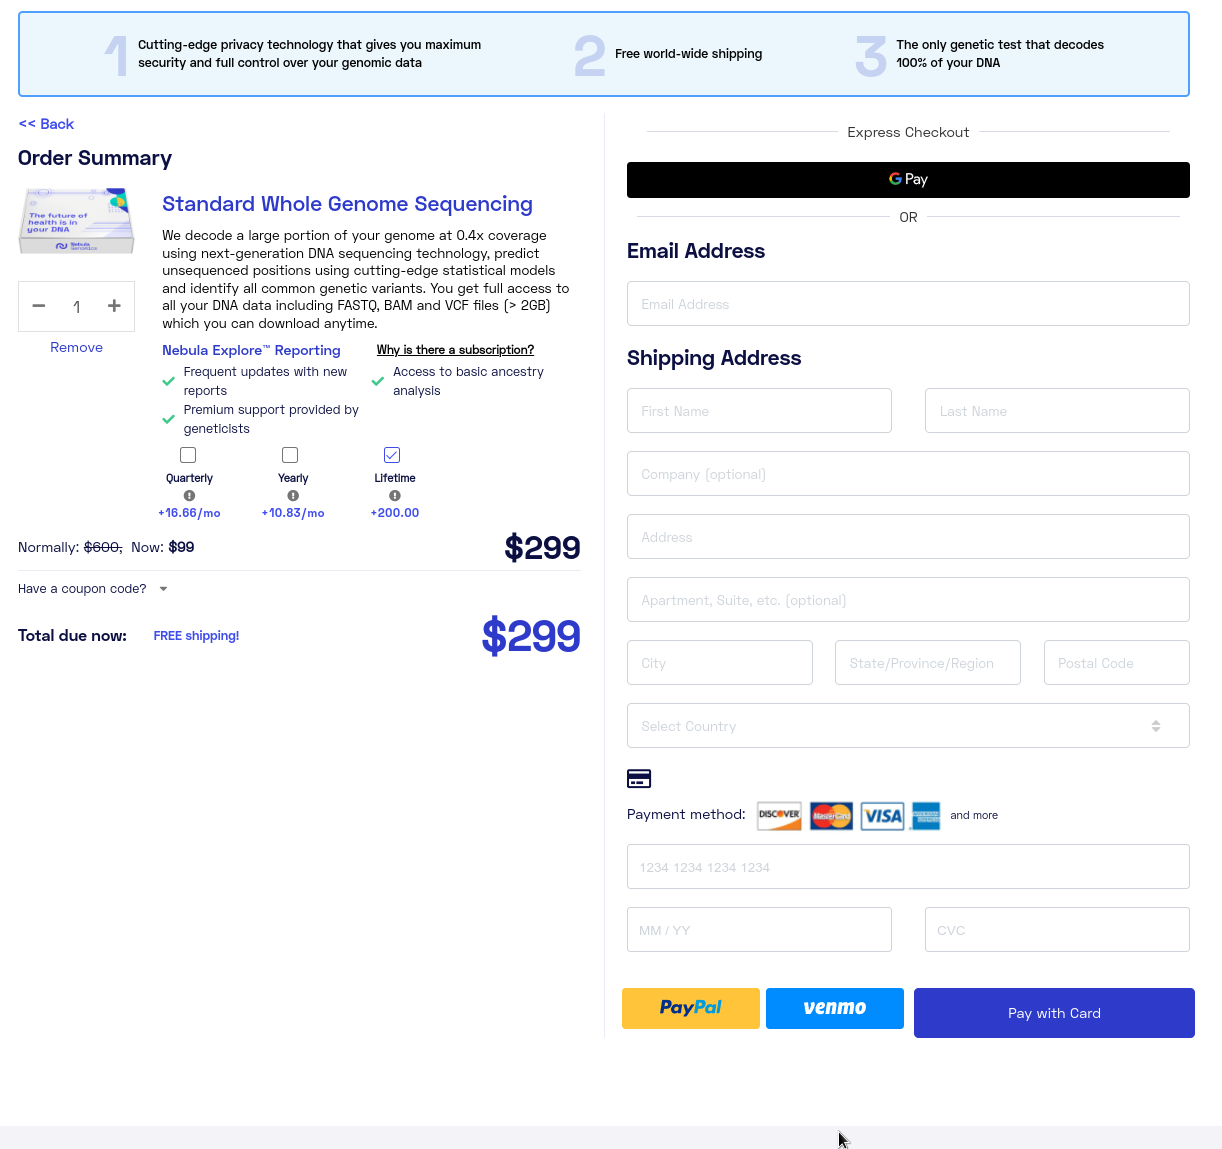 1
Cutting-edge privacy technology that gives you maximum
security and full control over your genomic data
2
Free world-wide shipping
3
The only genetic test that decodes
100% of your DNA
<< Back
Order Summary
The future of
health is in
your DNA
Nebula
Genomics
1
Remove
Standard Whole Genome Sequencing
We decode a large portion of your genome at 0.4x coverage
using next-generation DNA sequencing technology, predict
unsequenced positions using cutting-edge statistical models
and identify all common genetic variants. You get full access to
all your DNA data including FASTQ, BAM and VCF files (> 2GB)
which you can download anytime.
Nebula Explore™ Reporting
Why is there a subscription?
Frequent updates with new
reports
Access to basic ancestry
analysis
Premium support provided by
geneticists
Quarterly
+16.66/mo
Yearly
+10.83/mo
Lifetime
+200.00
Normally: $600, Now: $99
$299
Have a coupon code?
Total due now:
FREE shipping!
$299
Express Checkout
G Pay
OR
Email Address
Email Address
Shipping Address
First Name
Last Name
Company (optional)
Address
Apartment, Suite, etc. (optional)
City
State/Province/Region
Postal Code
Select Country
Payment method:
DISCOVER
MasterCard
VISA
AMERICAN EXPRESS
and more
1234 1234 1234 1234
MM / YY
CVC
PayPal
venmo
Pay with Card